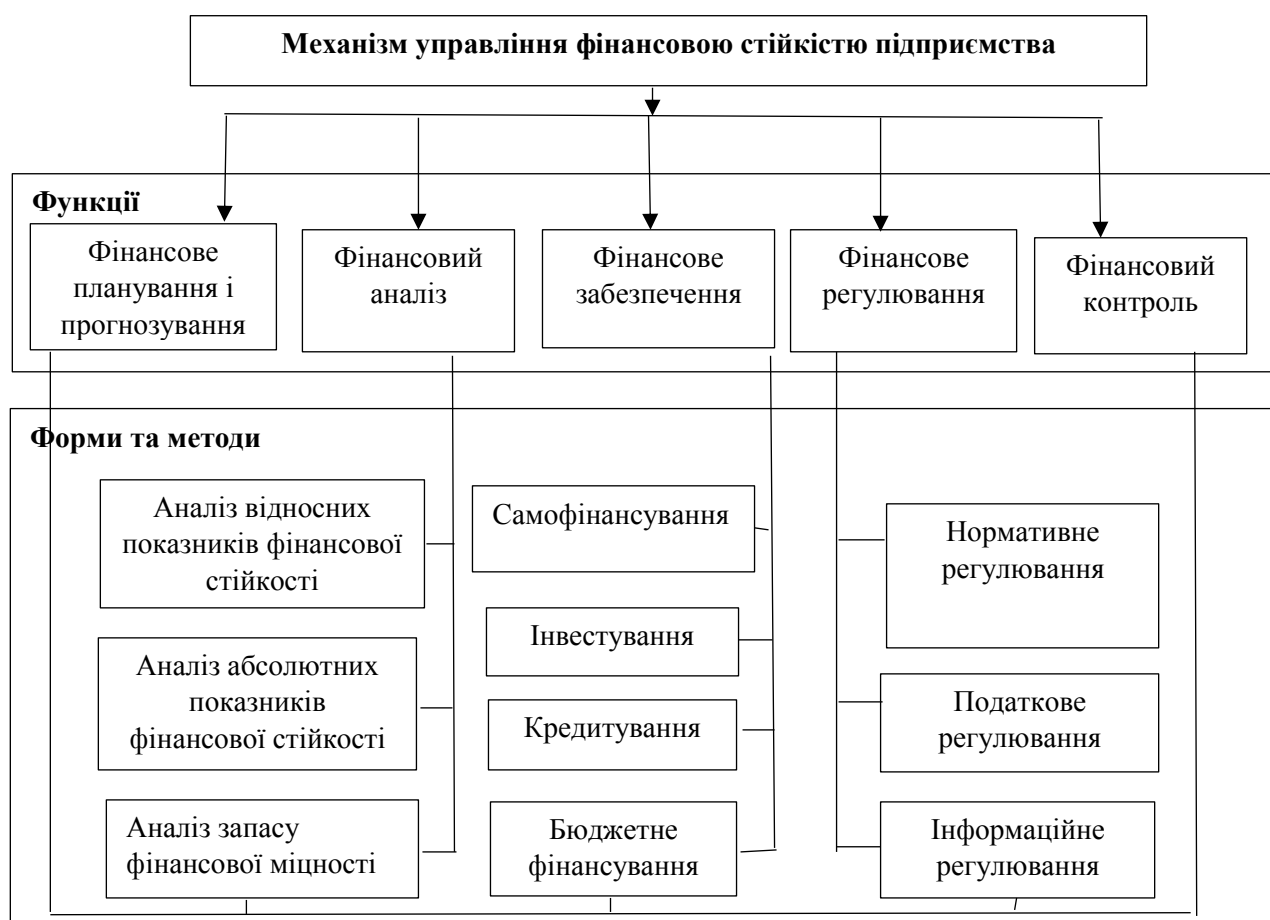 Механізм управління фінансовою стійкістю підприємства
Функції
Фінансове
планування і
прогнозування
Фінансовий
аналіз
Фінансове
забезпечення
Фінансове
регулювання
Фінансовий
контроль
Форми та методи
Аналіз відносних
показників фінансової
стійкості
Аналіз абсолютних
показників
фінансової стійкості
Аналіз запасу
фінансової міцності
Самофінансування
Інвестування
Кредитування
Бюджетне
фінансування
Нормативне
регулювання
Податкове
регулювання
Інформаційне
регулювання